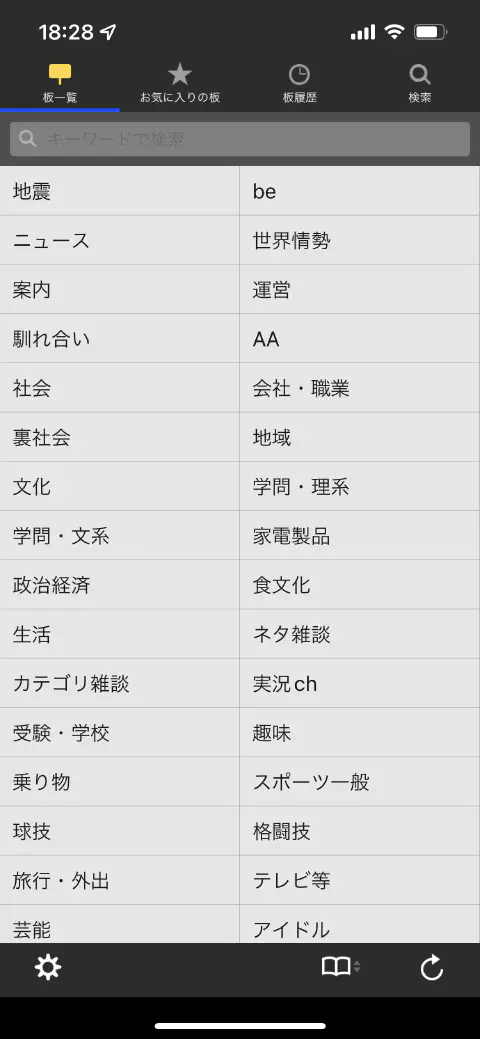 18:28
板一覧 お気に入りの板 板履歴 検索
キーワードで検索
地震 be
ニュース 世界情勢
案内 運営
馴れ合い AA
社会 会社・職業
裏社会 地域
文化 学問・理系
学問・文系 家電製品
政治経済 食文化
生活 ネタ雑談
カテゴリ雑談 実況ch
受験・学校 趣味
乗り物 スポーツ一般
球技 格闘技
旅行・外出 テレビ等
芸能 アイドル